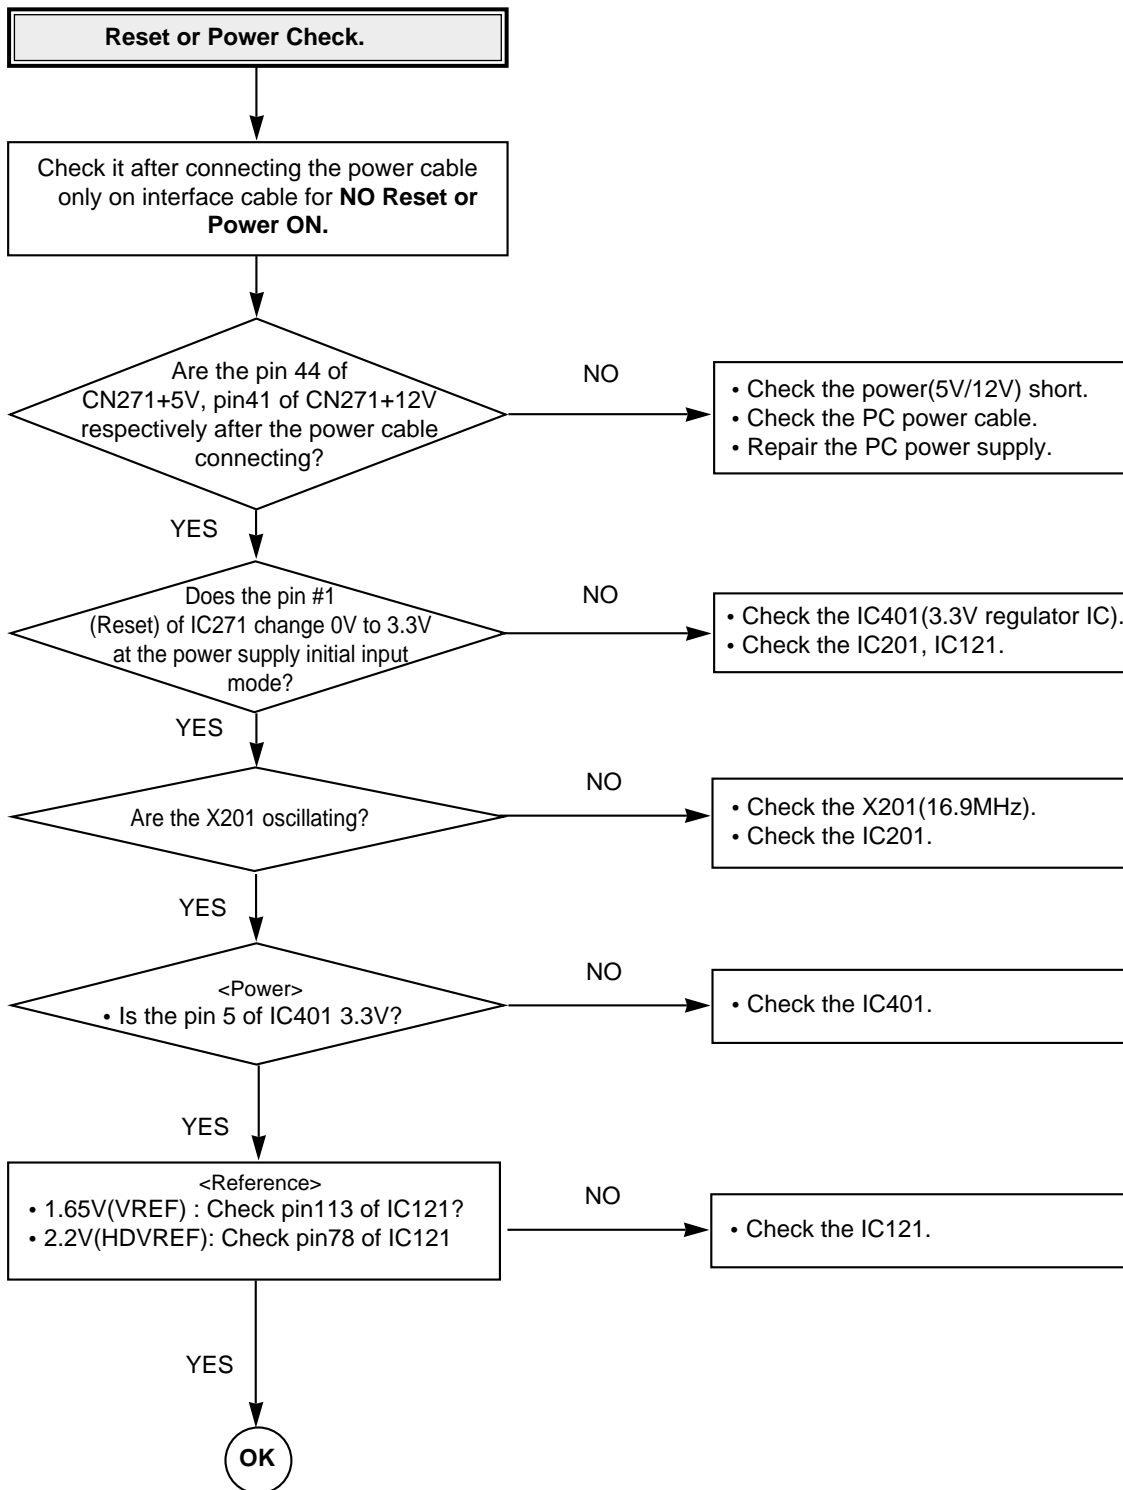 Reset or Power Check.
Check it after connecting the power cable
only on interface cable for NO Reset or
Power ON.
Are the pin 44 of
CN271+5V, pin41 of CN271+12V
respectively after the power cable
connecting?
NO
• Check the power(5V/12V) short.
• Check the PC power cable.
• Repair the PC power supply.
YES
Does the pin #1
(Reset) of IC271 change 0V to 3.3V
at the power supply initial input
mode?
NO
• Check the IC401(3.3V regulator IC).
• Check the IC201, IC121.
YES
Are the X201 oscillating?
NO
• Check the X201(16.9MHz).
• Check the IC201.
YES
<Power>
• Is the pin 5 of IC401 3.3V?
NO
• Check the IC401.
YES
<Reference>
• 1.65V(VREF) : Check pin113 of IC121?
• 2.2V(HDVREF): Check pin78 of IC121
NO
• Check the IC121.
YES
OK